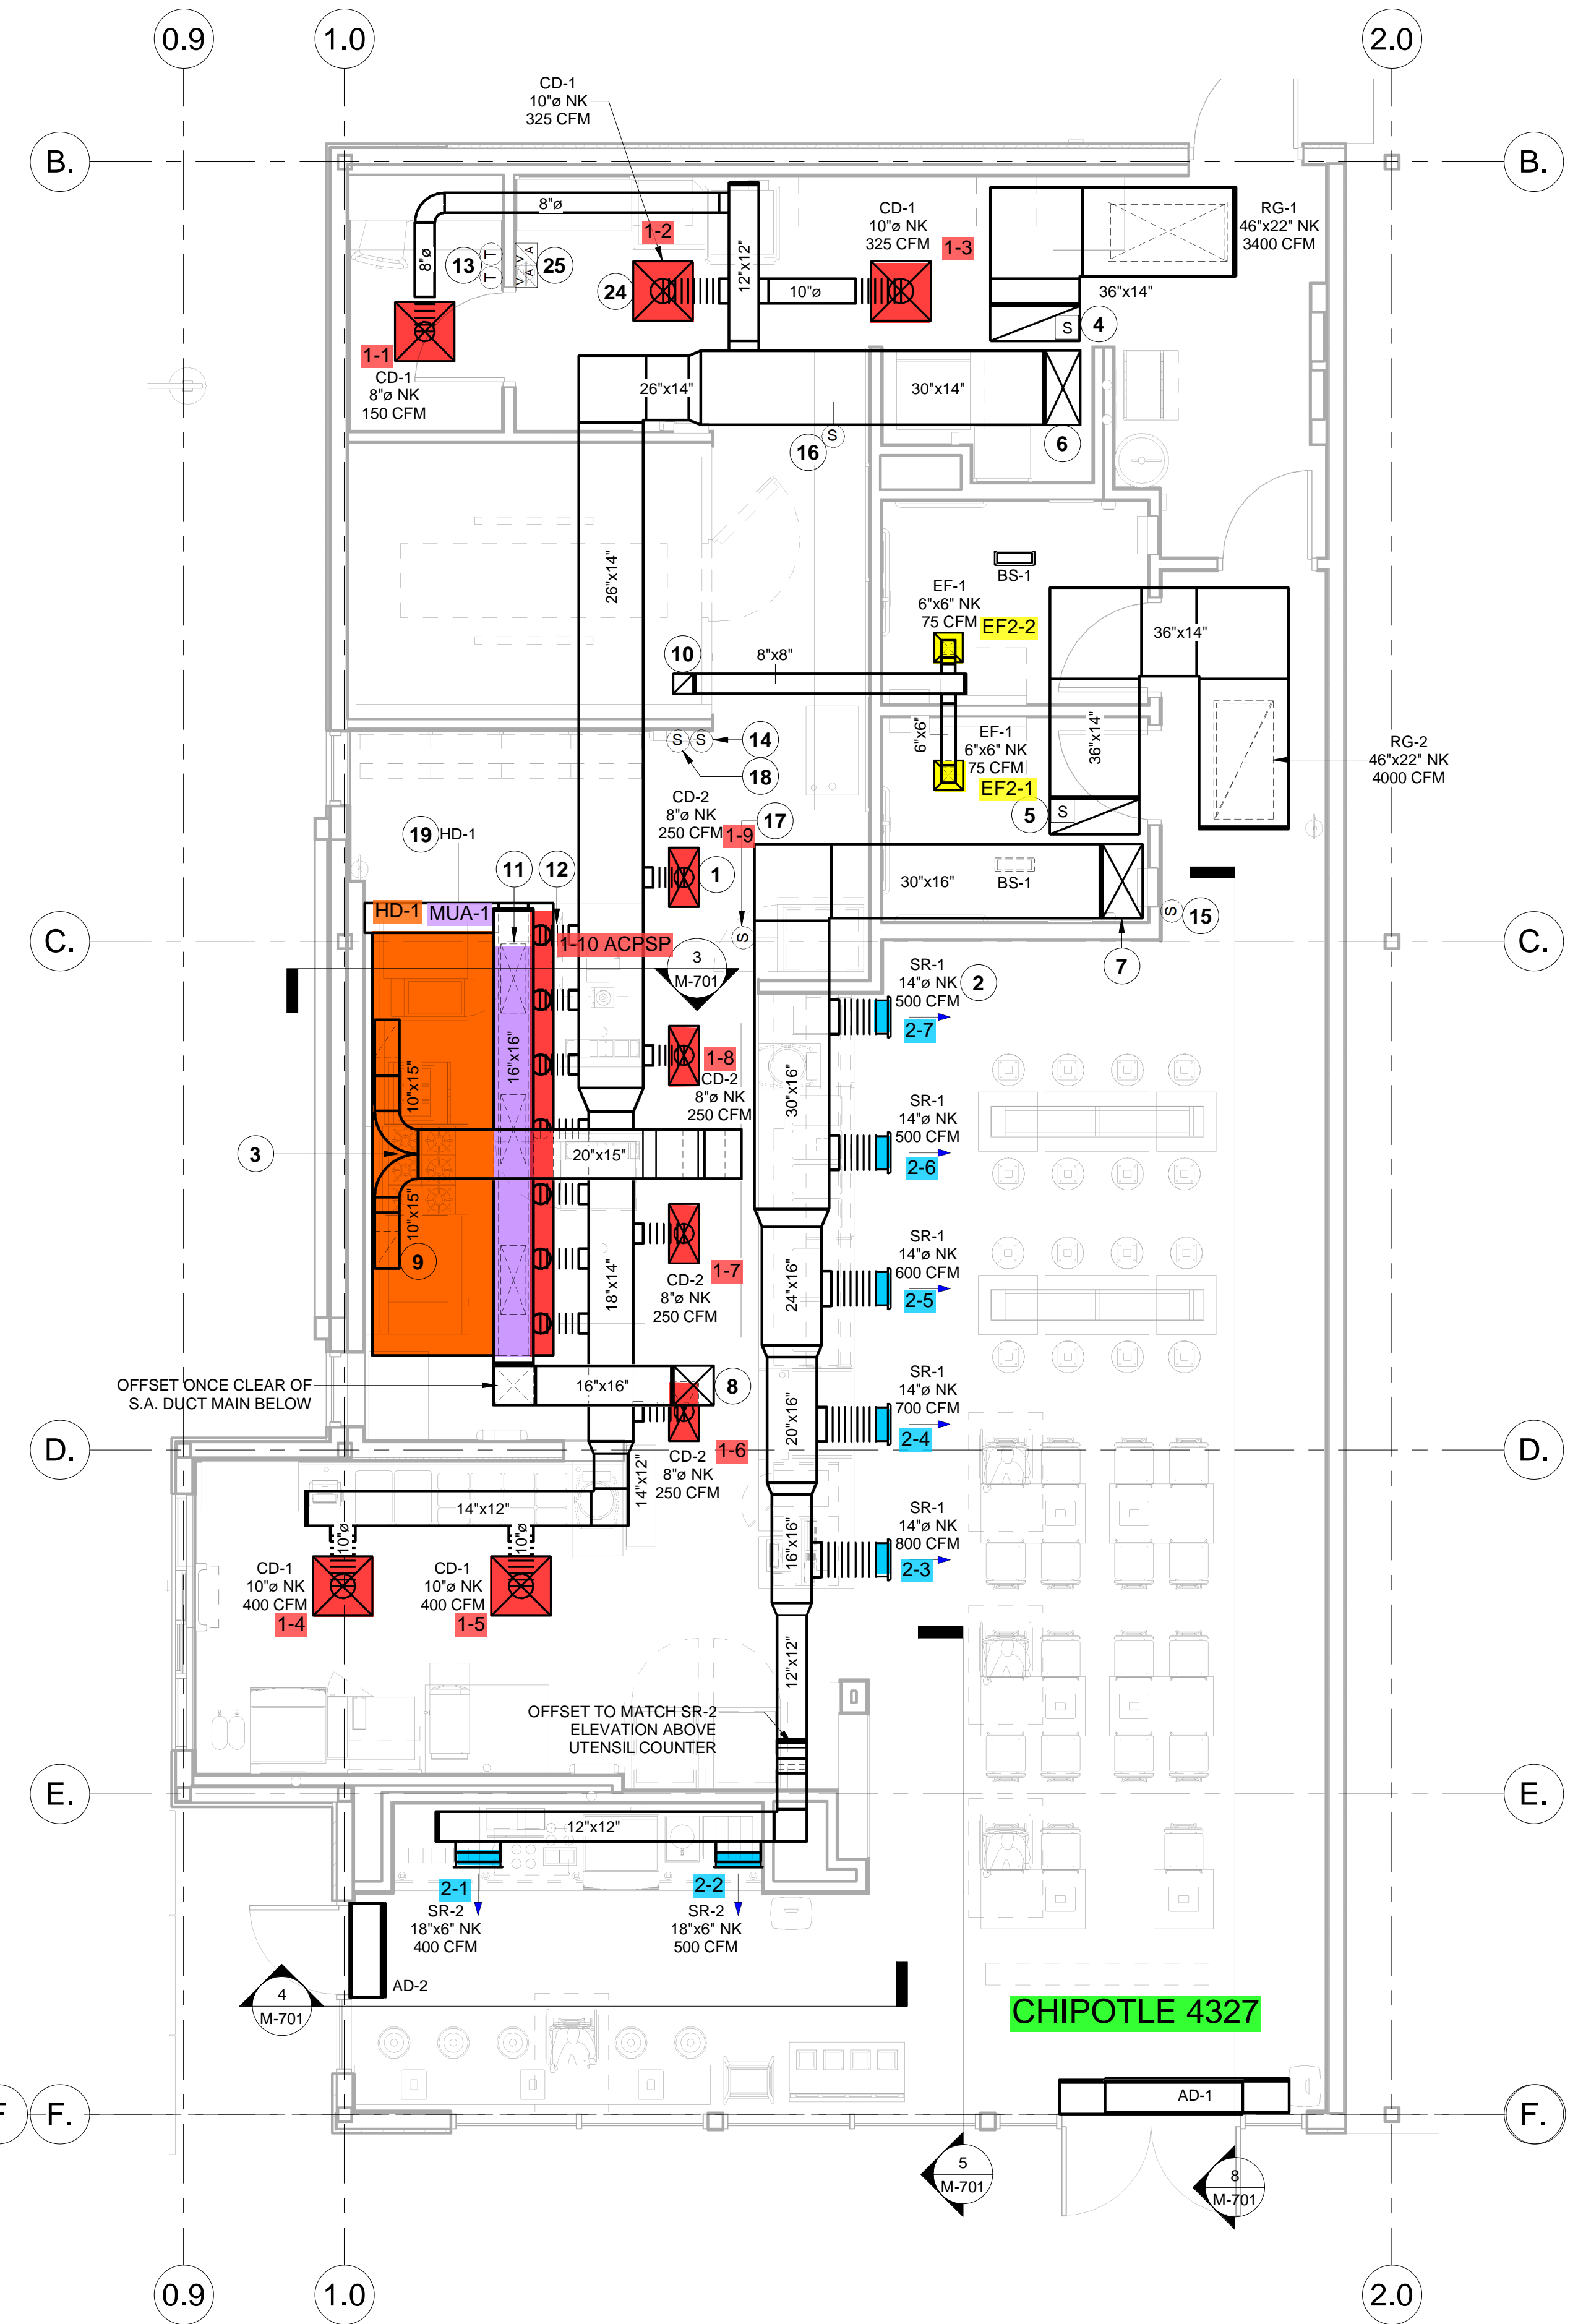 0.9
1.0
2.0
B.
B.
CD-1
10"ø NK
325 CFM
1-2
8"ø
8"ø
13
T
T
V
A
V
A
25
24
12"x12"
10"ø
CD-1
10"ø NK
325 CFM
1-3
RG-1
46"x22" NK
3400 CFM
36"x14"
S
4
1-1
CD-1
8"ø NK
150 CFM
26"x14"
30"x14"
S
16
6
26"x14"
BS-1
EF-1
6"x6" NK
75 CFM
EF2-2
36"x14"
10
8"x8"
6"x6"
EF-1
6"x6" NK
75 CFM
EF2-1
36"x14"
RG-2
46"x22" NK
4000 CFM
S
S
14
18
S
5
CD-2
8"ø NK
250 CFM
1-9
17
1
19
HD-1
11
12
30"x16"
BS-1
S
15
7
HD-1
MUA-1
1-10 ACPSP
S
C.
C.
3
M-701
SR-1
14"ø NK
500 CFM
2
2-7
16"x16"
1-8
CD-2
8"ø NK
250 CFM
10"x15"
30"x16"
SR-1
14"ø NK
500 CFM
2-6
3
20"x15"
10"x15"
9
18"x14"
1-7
CD-2
8"ø NK
250 CFM
24"x16"
SR-1
14"ø NK
600 CFM
2-5
OFFSET ONCE CLEAR OF
S.A. DUCT MAIN BELOW
16"x16"
8
1-6
CD-2
8"ø NK
250 CFM
20"x16"
SR-1
14"ø NK
700 CFM
2-4
D.
D.
14"x12"
14"x12"
10"ø
10"ø
CD-1
10"ø NK
400 CFM
1-4
CD-1
10"ø NK
400 CFM
1-5
16"x16"
SR-1
14"ø NK
800 CFM
2-3
12"x12"
OFFSET TO MATCH SR-2
ELEVATION ABOVE
UTENSIL COUNTER
E.
E.
12"x12"
2-1
SR-2
18"x6" NK
400 CFM
2-2
SR-2
18"x6" NK
500 CFM
AD-2
4
M-701
CHIPOTLE 4327
AD-1
F
F.
F.
5
M-701
8
M-701
0.9
1.0
2.0